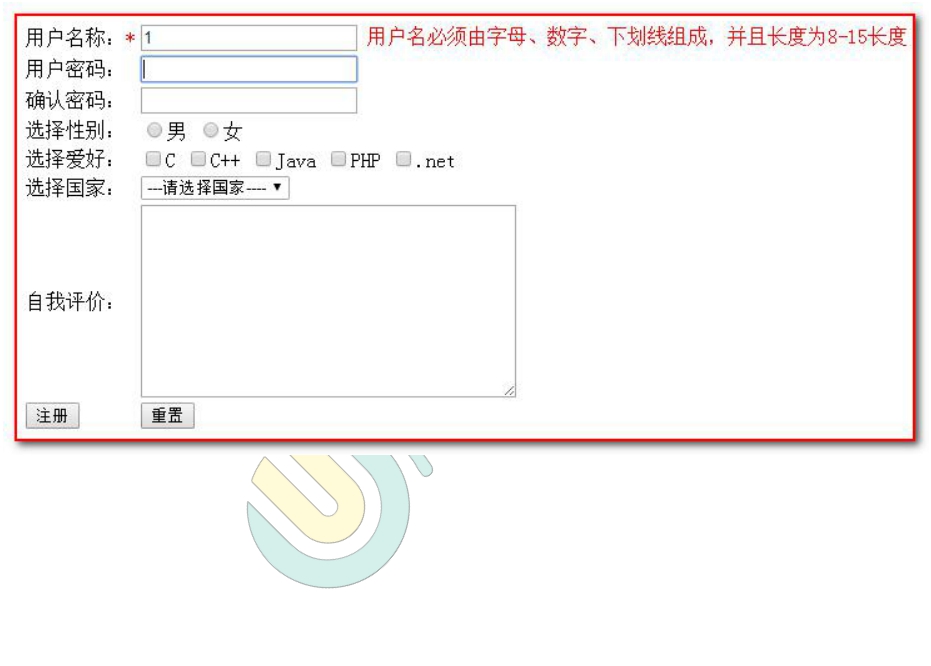 用户名称：* 1 用户名必须由字母、数字、下划线组成，并且长度为8-15长度
用户密码：
确认密码：
选择性别： 男 女
选择爱好： C C++ Java PHP .net
选择国家： ---请选择国家----
自我评价：
注册 重置